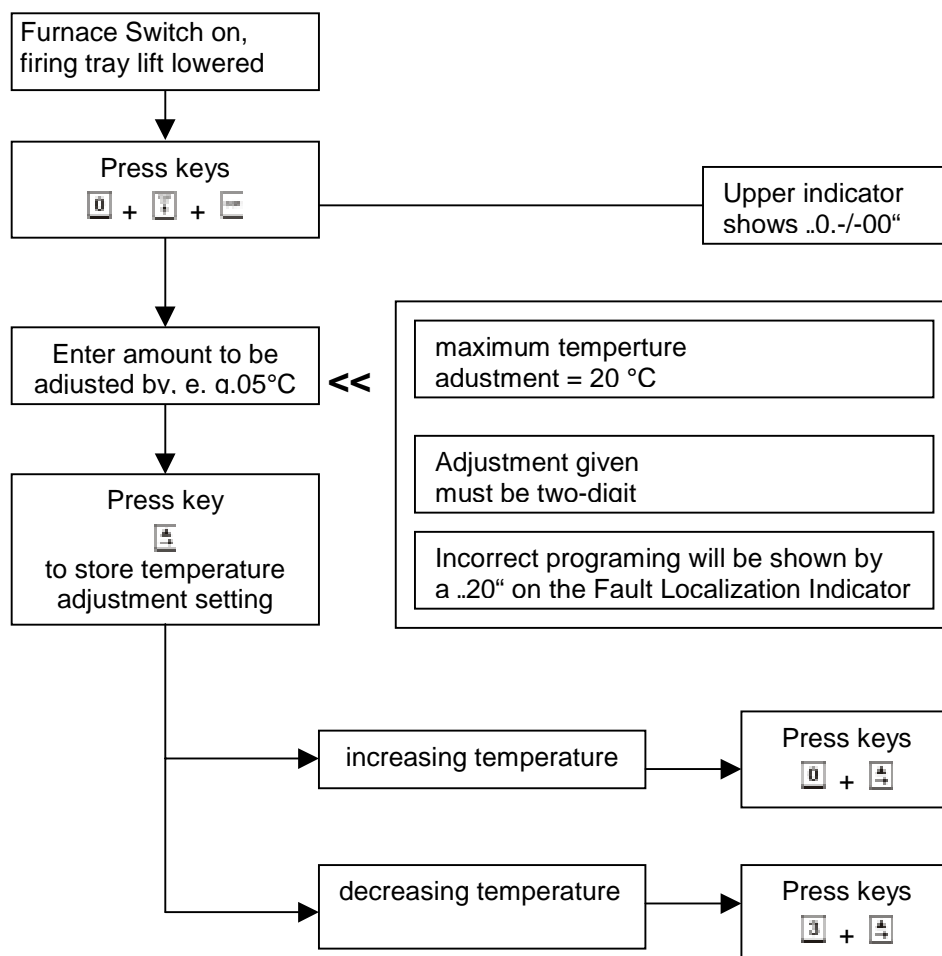 Furnace Switch on,
firing tray lift lowered
Press keys
0 + +
Upper indicator
shows „0.-/-00“
Enter amount to be
adjusted by, e. g.05°C
<<
maximum temperture
adustment = 20 °C
Adjustment given
must be two-digit
Incorrect programing will be shown by
a „20“ on the Fault Localization Indicator
Press key
to store temperature
adjustment setting
increasing temperature
Press keys
0 +
decreasing temperature
Press keys
3 +